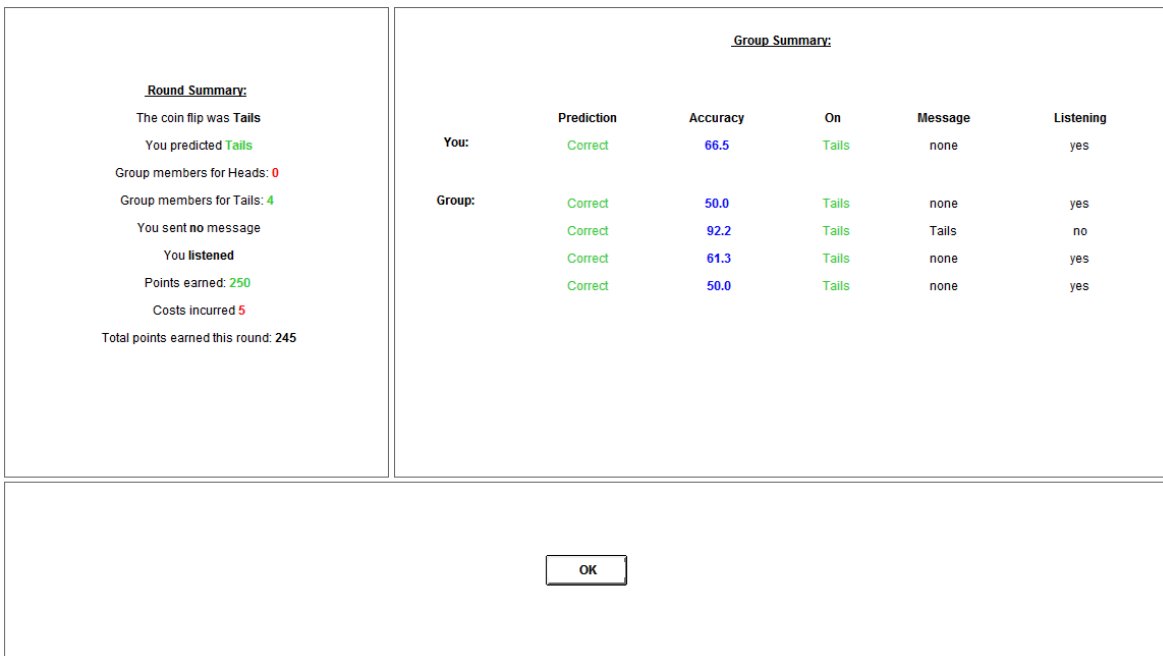 Round Summary:
The coin flip was Tails
You predicted Tails
Group members for Heads: 0
Group members for Tails: 4
You sent no message
You listened
Points earned: 250
Costs incurred 5
Total points earned this round: 245
Group Summary:
Prediction Accuracy On Message Listening
You: Correct 66.5 Tails none yes
Group: Correct 50.0 Tails none yes
Correct 92.2 Tails Tails no
Correct 61.3 Tails none yes
Correct 50.0 Tails none yes
OK